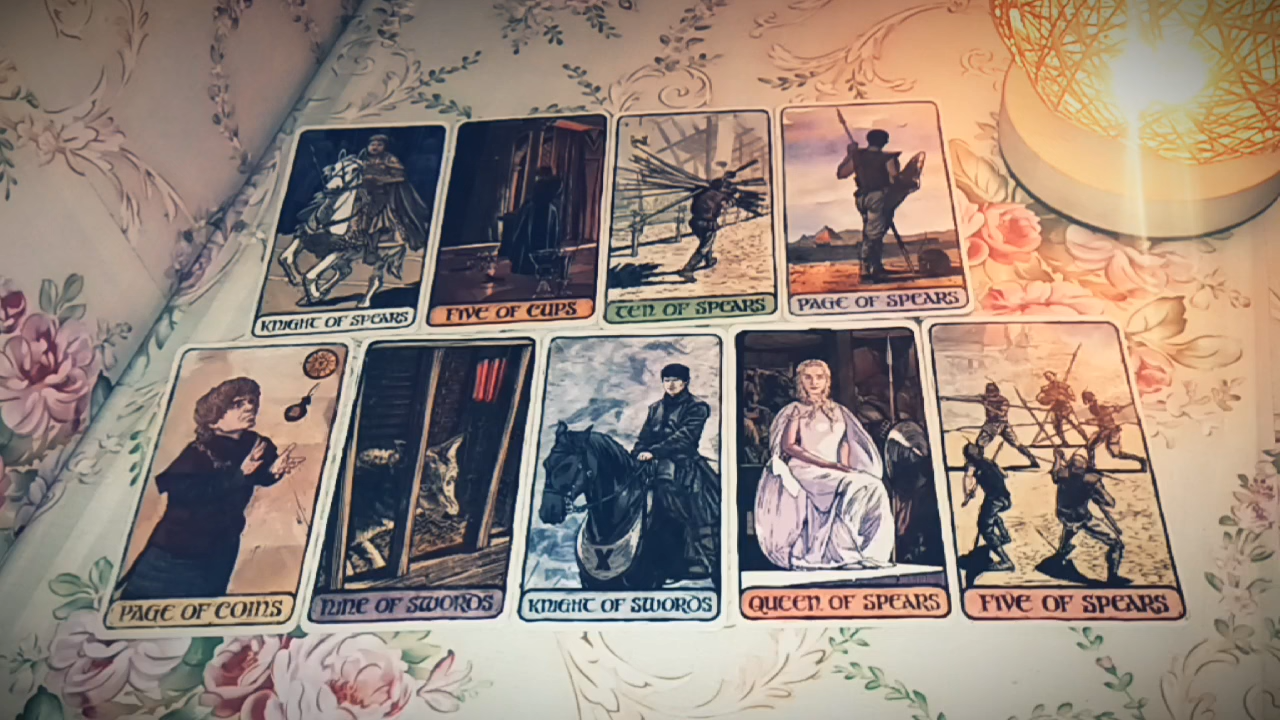 KNIGHT OF SPEARS
FIVE OF CUPS
TEN OF SPEARS
PAGE OF SPEARS
PAGE OF COINS
NINE OF SWORDS
KNIGHT OF SWORDS
QUEEN OF SPEARS
FIVE OF SPEARS